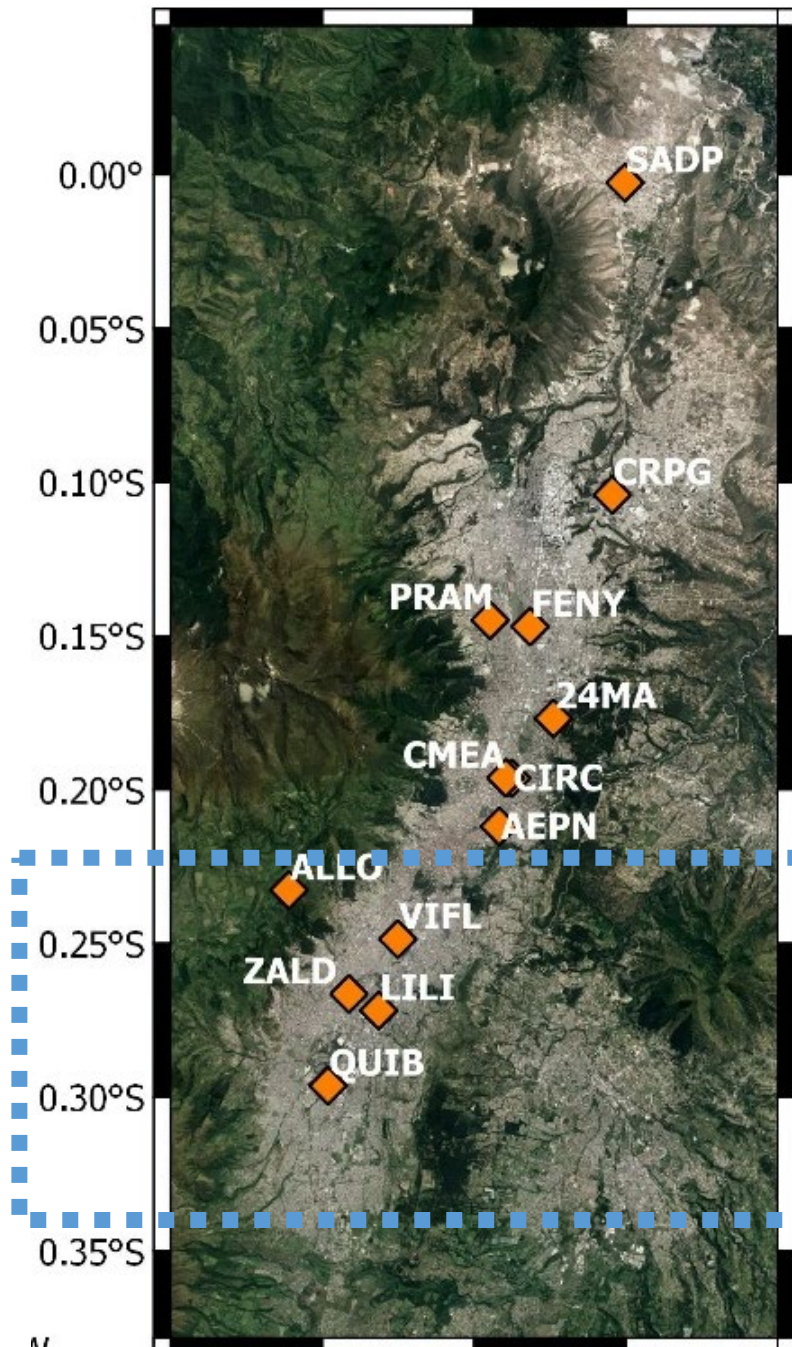 SADP
0.00°
0.05°S
CRPG
0.10°S
PRAM
FENY
0.15°S
24MA
CMEA
CIRC
0.20°S
AEPN
ALLO
VIFL
0.25°S
ZALD
LILI
QUIB
0.30°S
0.35°S